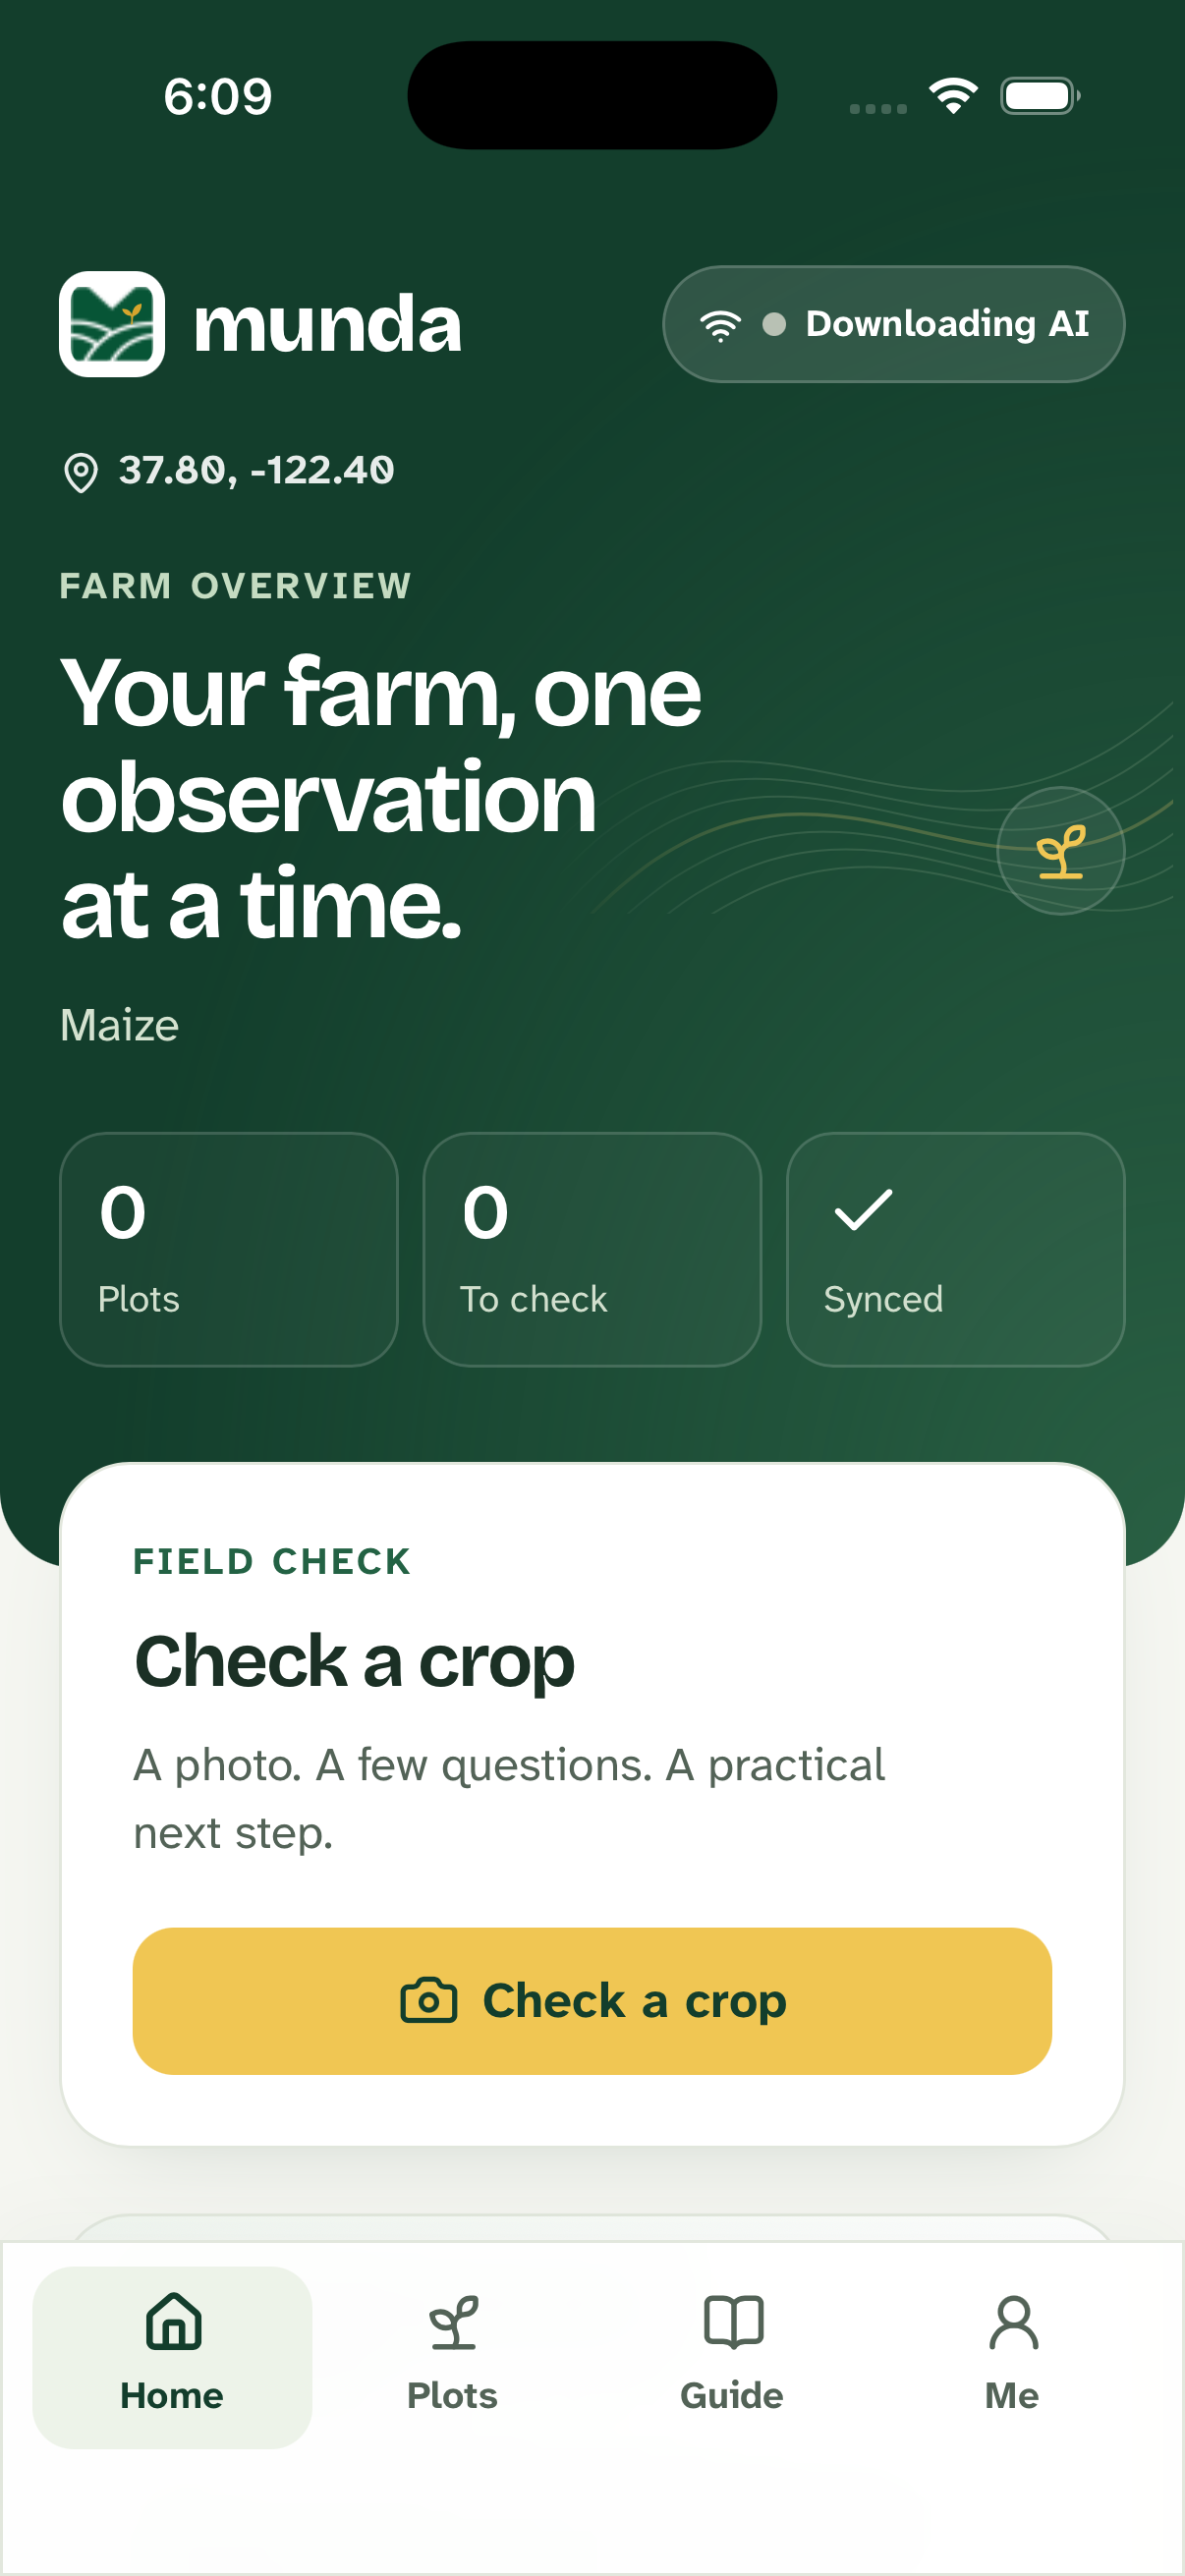 6:09
munda
Downloading AI
37.80, -122.40
FARM OVERVIEW
Your farm, one
observation
at a time.
Maize
0
Plots
0
To check
Synced
FIELD CHECK
Check a crop
A photo. A few questions. A practical
next step.
Check a crop
Home
Plots
Guide
Me